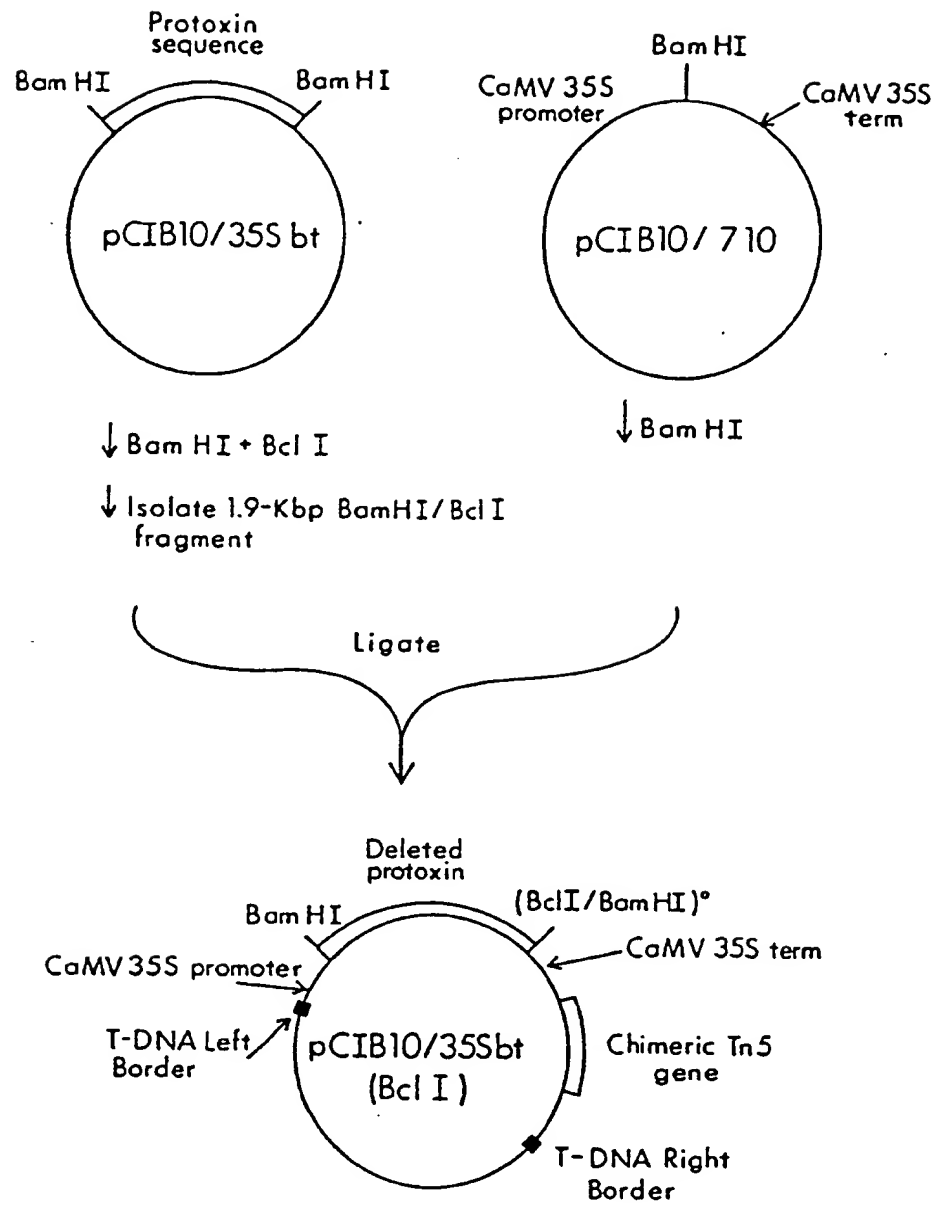 Protoxin
sequence
Bam HI
Bam HI
pCIB10/35S bt
Bam HI
CaMV 35S
promoter
CaMV 35S
term
pCIB10/ 710
↓ Bam HI + Bcl I
↓ Isolate 1.9-Kbp BamHI/Bcl I
fragment
↓ Bam HI
Ligate
Deleted
protoxin
Bam HI
(BclI/BamHI)°
CaMV 35S promoter
CaMV 35S term
T-DNA Left
Border
pCIB10/35Sbt
(Bcl I)
Chimeric Tn5
gene
T-DNA Right
Border